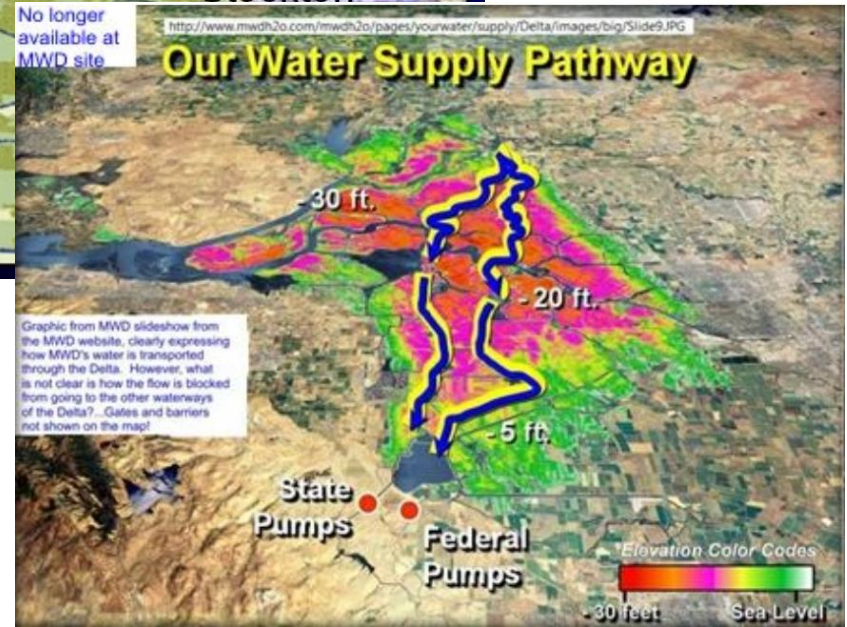 No longer
available at
MWD site
http://www.mwdh2o.com/mwdh2o/pages/yourwater/supply/Delta/images/big/Slide9.JPG
Our Water Supply Pathway
- 30 ft.
- 20 ft.
Graphic from MWD slideshow from
the MWD website, clearly expressing
how MWD's water is transported
through the Delta. However, what
is not clear is how the flow is blocked
from going to the other waterways
of the Delta?...Gates and barriers
not shown on the map!
- 5 ft.
State
Pumps
Federal
Pumps
*Elevation Color Codes
- 30 feet
Sea Level